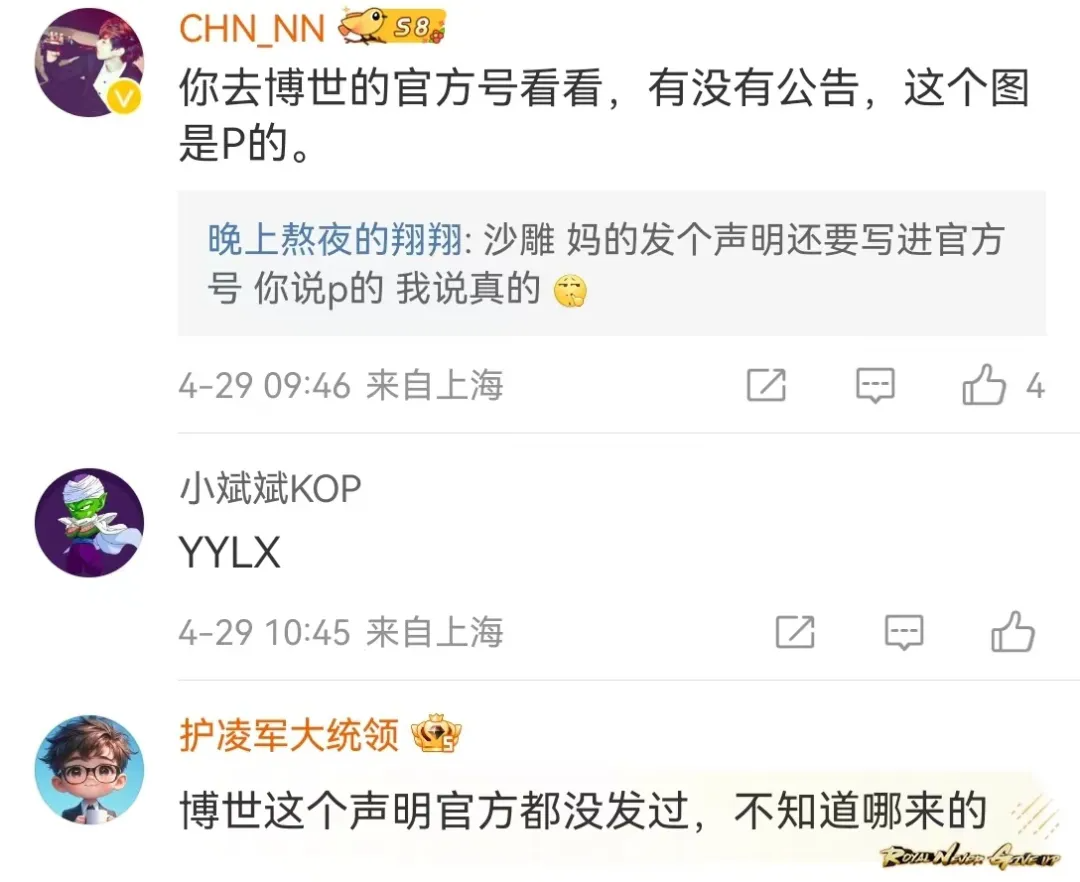 CHN_NN
S8
你去博世的官方号看看，有没有公告，这个图
是P的。
晚上熬夜的翔翔: 沙雕 妈的发个声明还要写进官方
号 你说p的 我说真的
4-29 09:46 来自上海
4
小斌斌KOP
YYLX
4-29 10:45 来自上海
护凌军大统领
5
博世这个声明官方都没发过，不知道哪来的
ROYAL NEVER GIVE UP